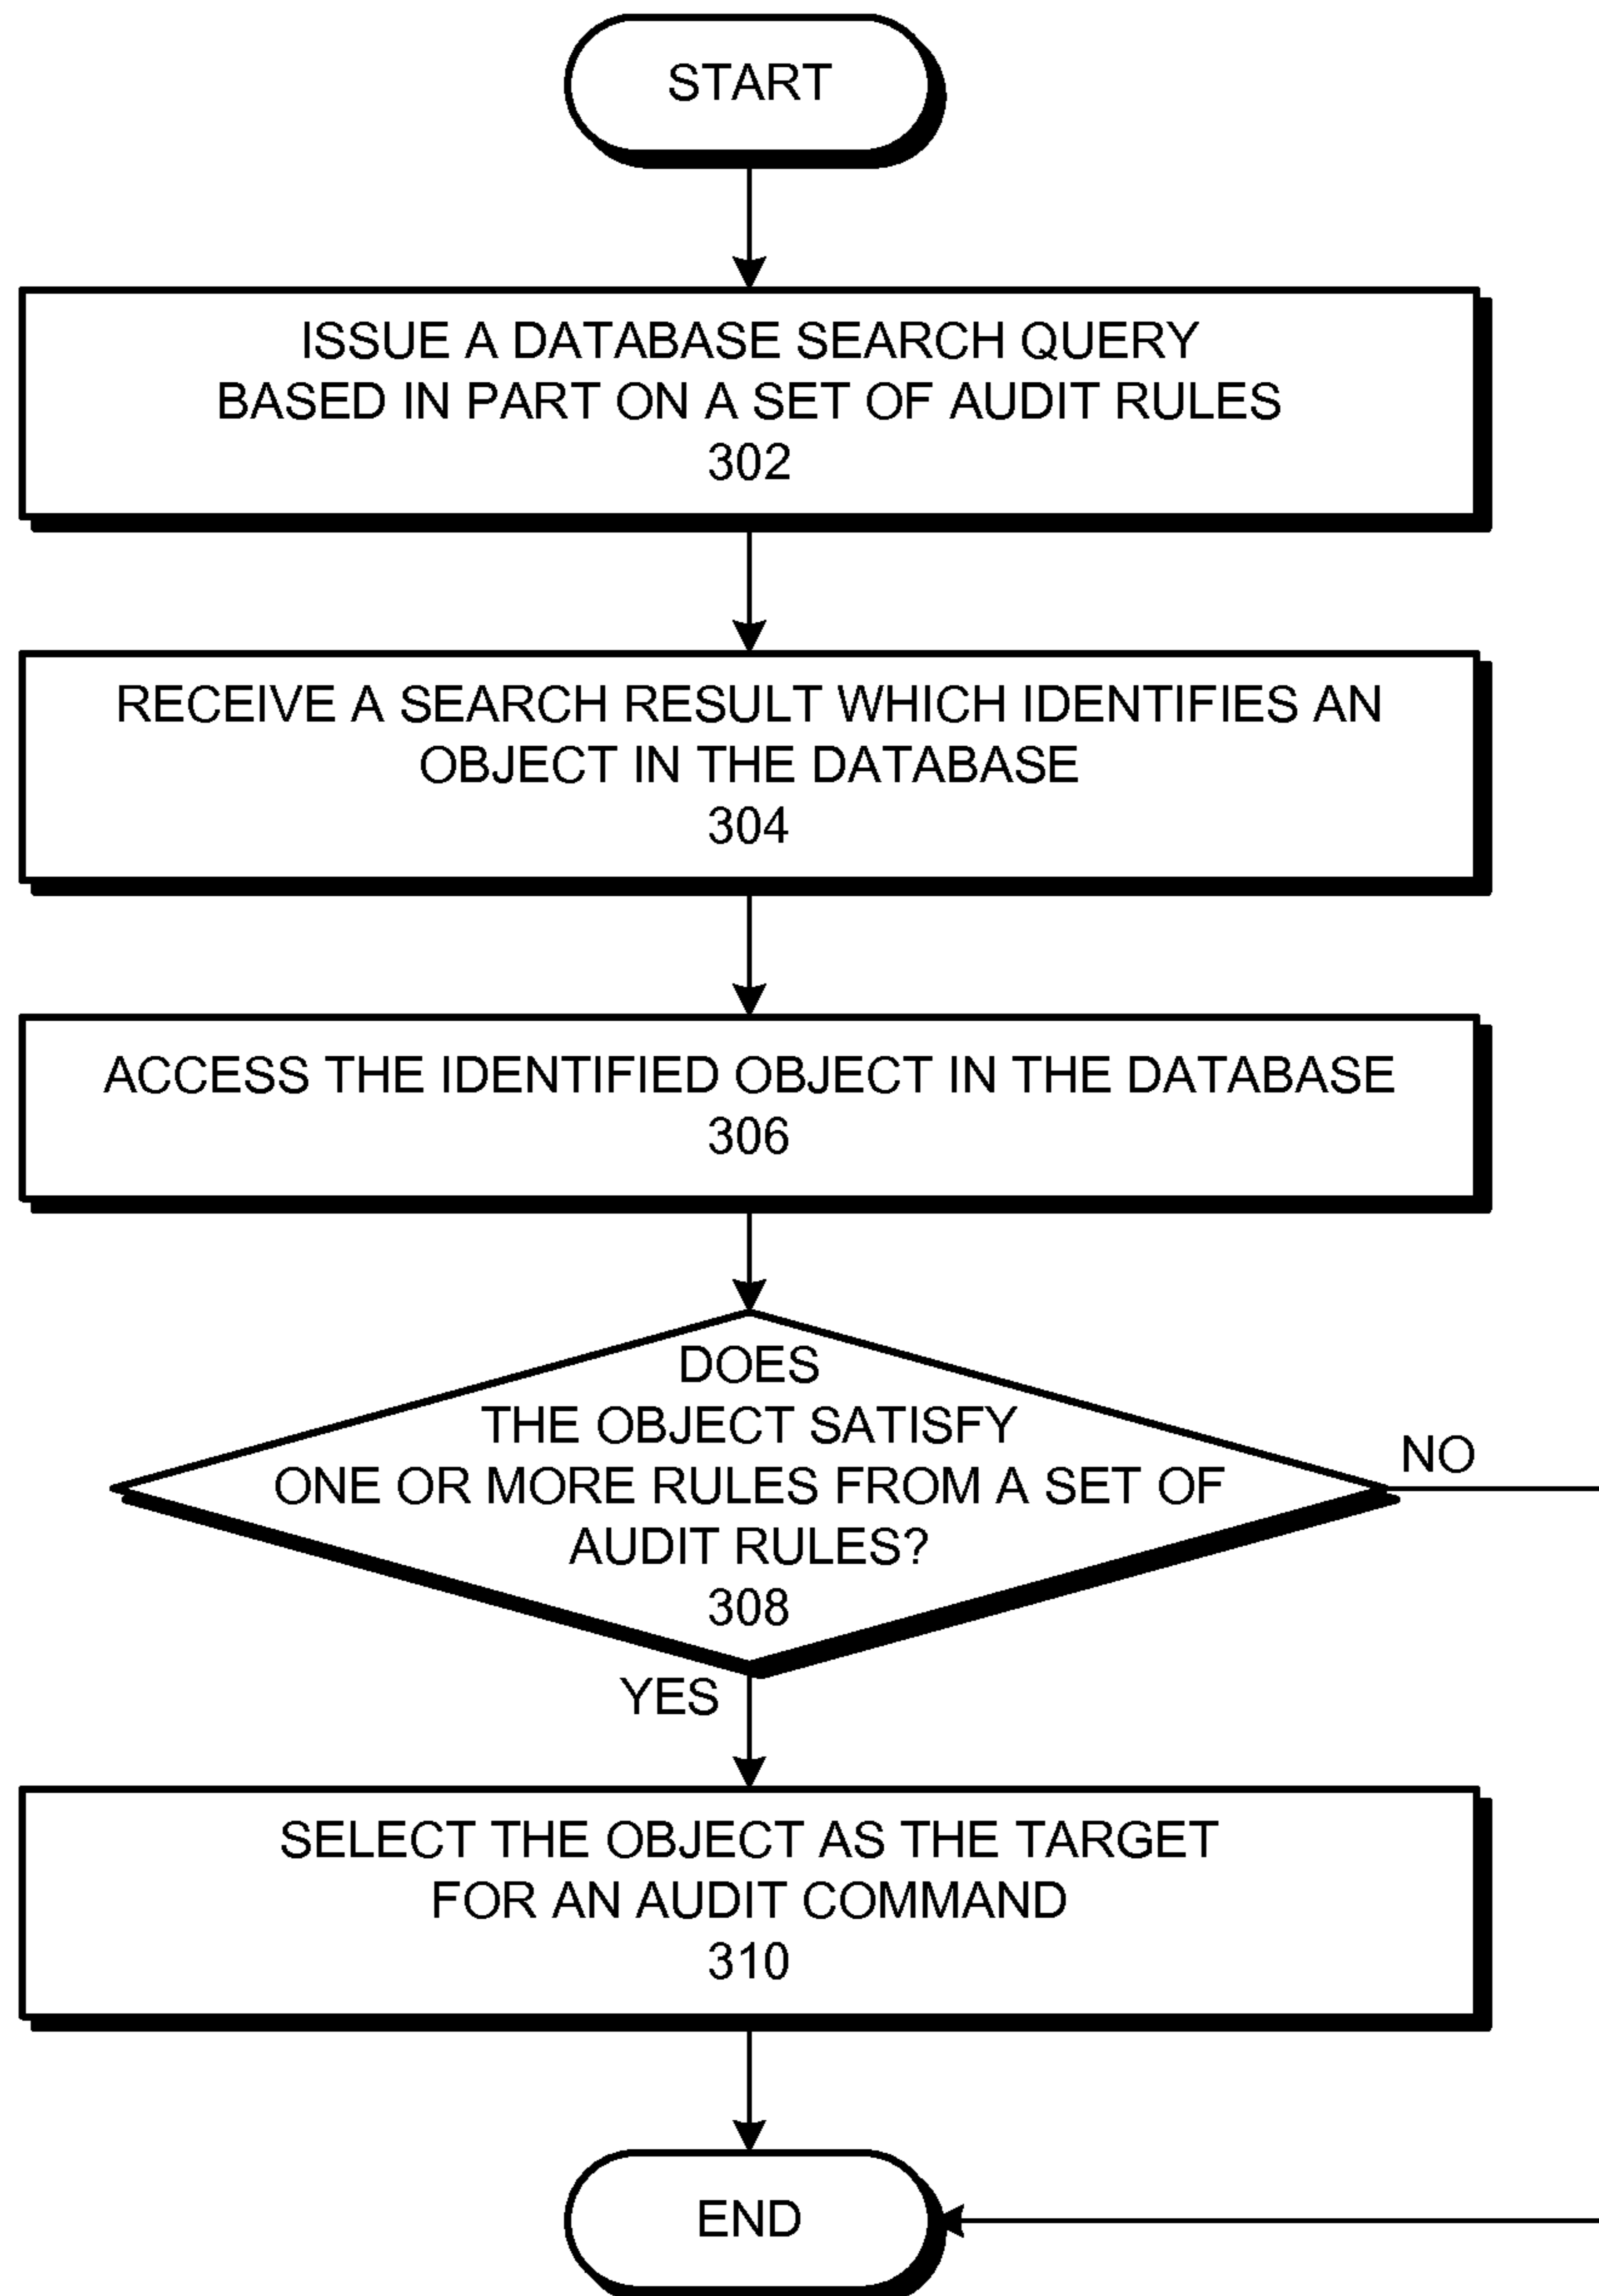 START
ISSUE A DATABASE SEARCH QUERY
BASED IN PART ON A SET OF AUDIT RULES
302
RECEIVE A SEARCH RESULT WHICH IDENTIFIES AN
OBJECT IN THE DATABASE
304
ACCESS THE IDENTIFIED OBJECT IN THE DATABASE
306
DOES
THE OBJECT SATISFY
ONE OR MORE RULES FROM A SET OF
AUDIT RULES?
308
NO
YES
SELECT THE OBJECT AS THE TARGET
FOR AN AUDIT COMMAND
310
END